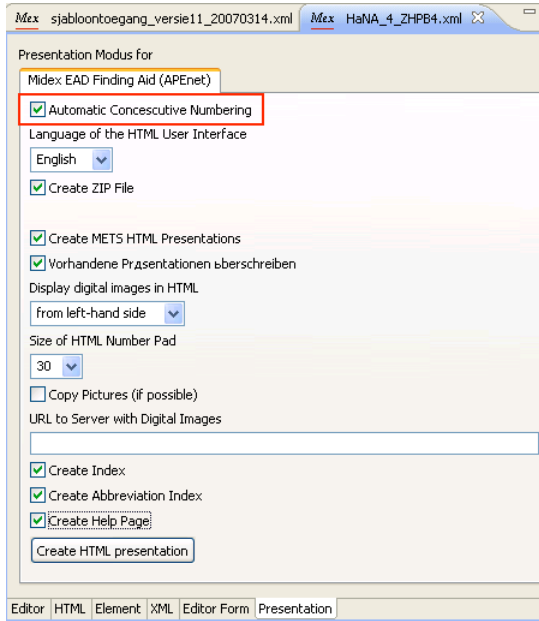 Mex sjabloontoegang_versie11_20070314.xml Mex HaNA_4_ZHPB4.xml
Presentation Modus for
Midex EAD Finding Aid (APEnet)
Automatic Concescutive Numbering
Language of the HTML User Interface
English
Create ZIP File
Create METS HTML Presentations
Vorhandene Prдsentationen ьberschreiben
Display digital images in HTML
from left-hand side
Size of HTML Number Pad
30
Copy Pictures (if possible)
URL to Server with Digital Images
Create Index
Create Abbreviation Index
Create Help Page
Create HTML presentation
Editor HTML Element XML Editor Form Presentation